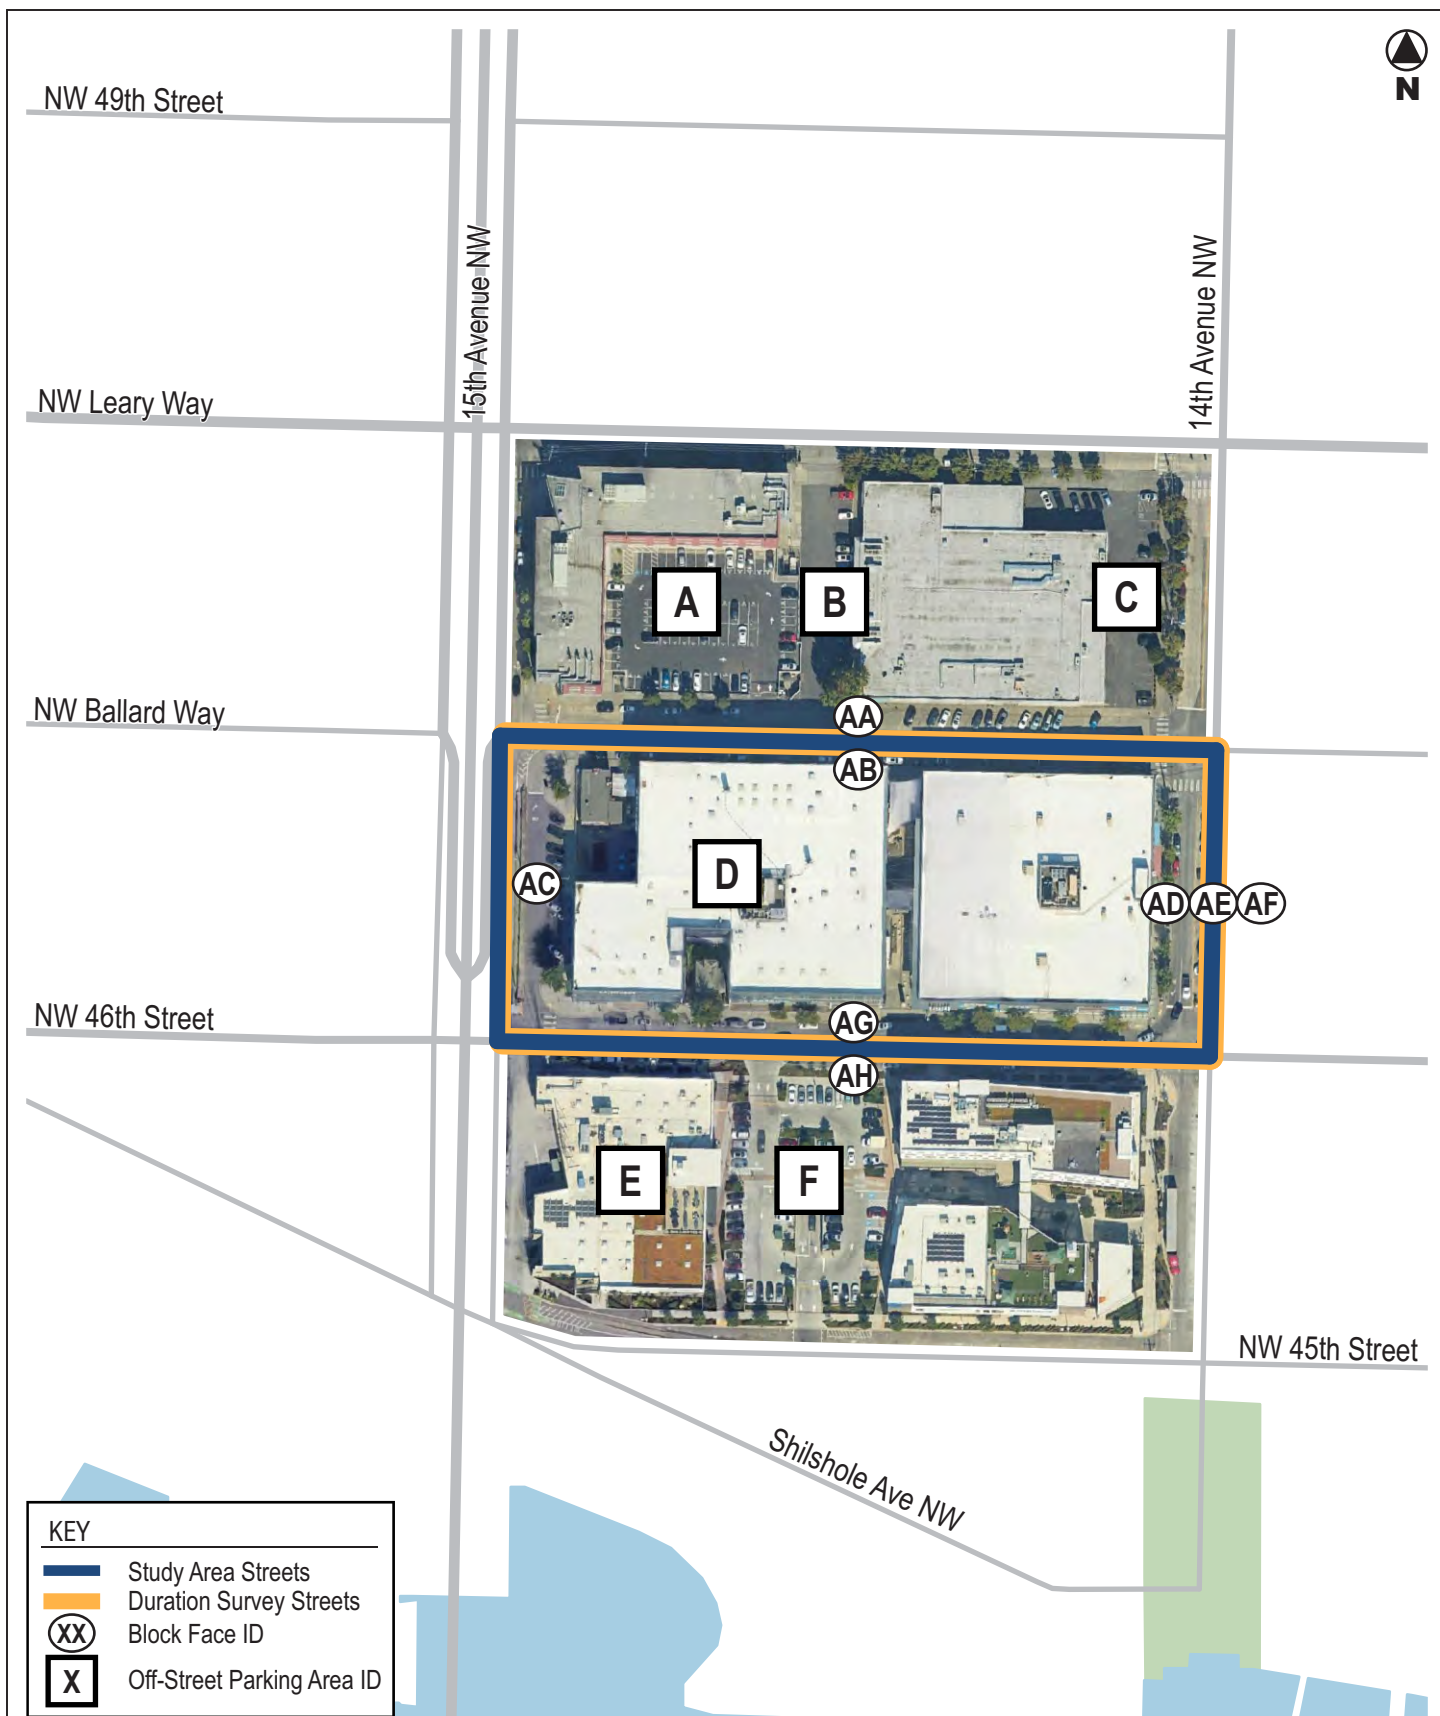 N
NW 49th Street
15th Avenue NW
14th Avenue NW
NW Leary Way
A
B
C
NW Ballard Way
AA
AB
D
AC
AD
AE
AF
NW 46th Street
AG
AH
E
F
NW 45th Street
Shilshole Ave NW
KEY
Study Area Streets
Duration Survey Streets
XX Block Face ID
X Off-Street Parking Area ID